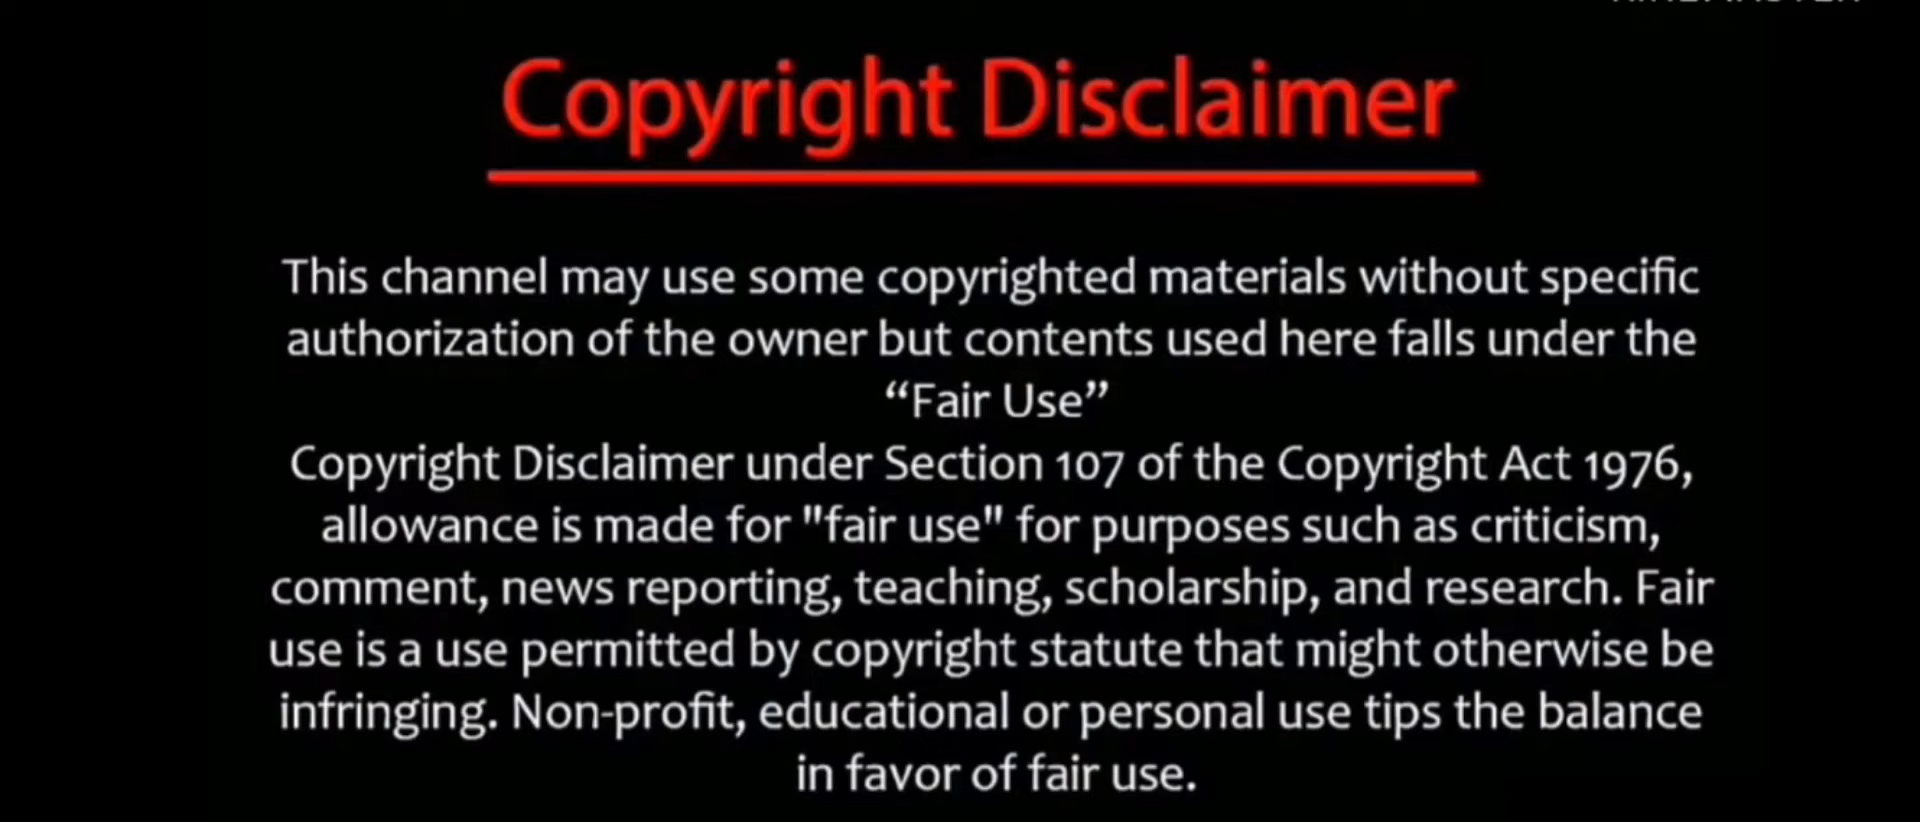 Copyright Disclaimer
This channel may use some copyrighted materials without specific
authorization of the owner but contents used here falls under the
“Fair Use”
Copyright Disclaimer under Section 107 of the Copyright Act 1976,
allowance is made for "fair use" for purposes such as criticism,
comment, news reporting, teaching, scholarship, and research. Fair
use is a use permitted by copyright statute that might otherwise be
infringing. Non-profit, educational or personal use tips the balance
in favor of fair use.